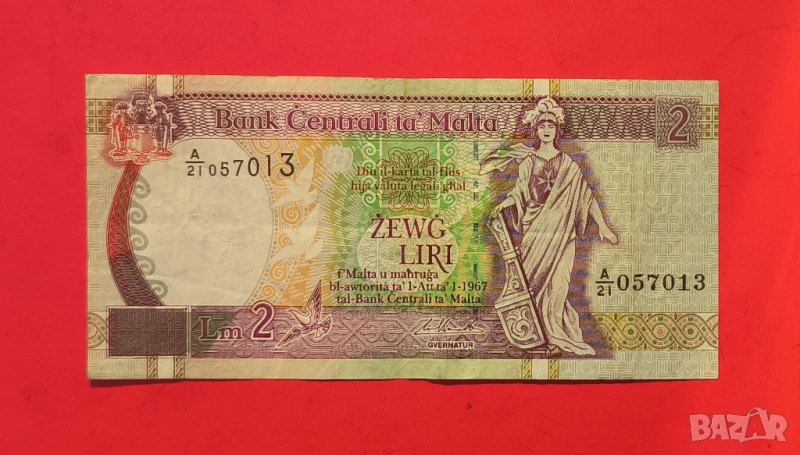 Bank Ċentrali ta' Malta
2
A/21 057013
Din il-karta tal-flus
hija valuta legali għal
ŻEWĠ
LIRI
f'Malta u maħruġa
bl-awtorità ta' l-Att ta' l-1967
tal-Bank Ċentrali ta' Malta
A/21 057013
Lm 2
GVERNATUR
BAZAR